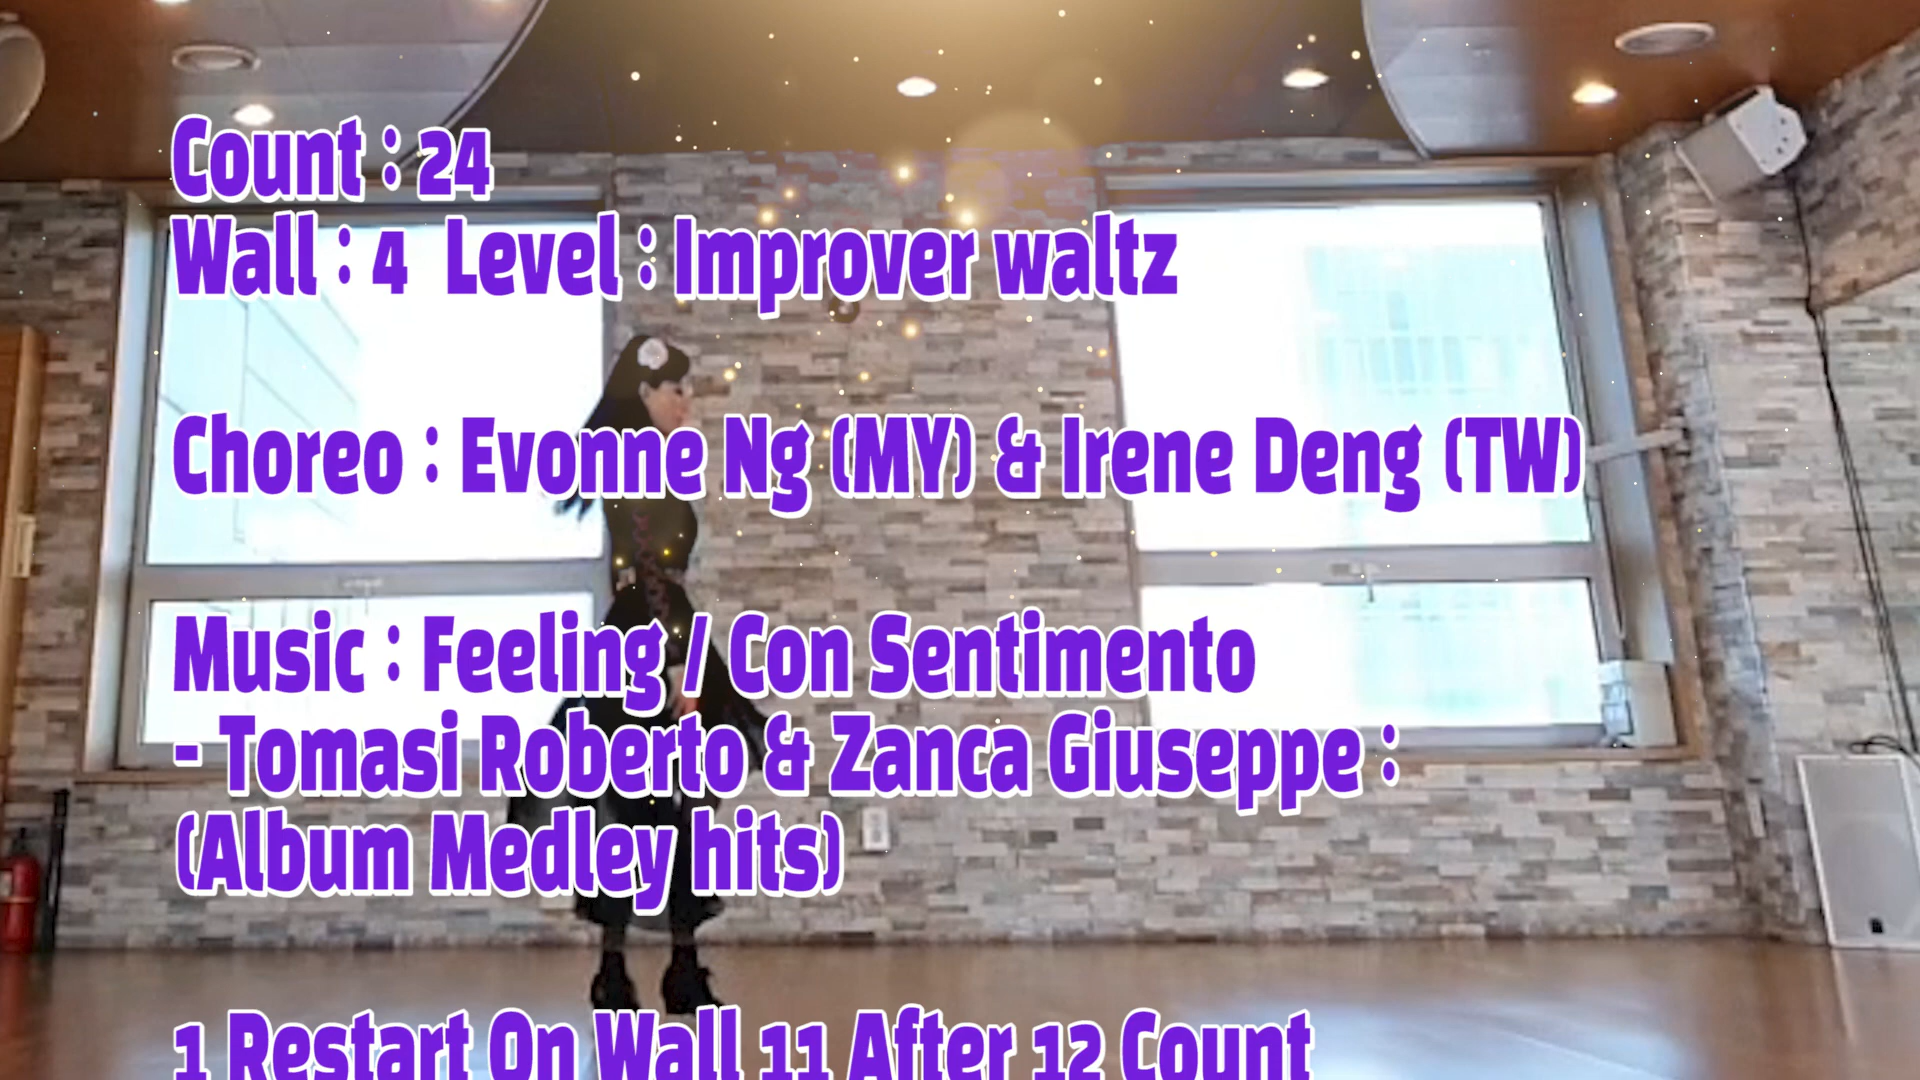 Count : 24
Wall : 4 Level : Improver waltz
Choreo : Evonne Ng (MY) & Irene Deng (TW)
Music : Feeling / Con Sentimento
- Tomasi Roberto & Zanca Giuseppe :
(Album Medley hits)
1 Restart On Wall 11 After 12 Count